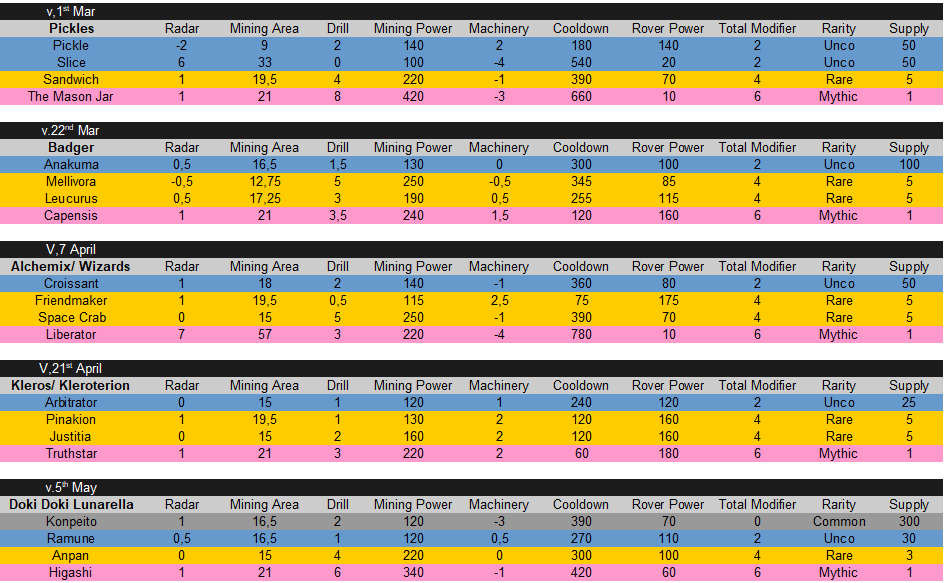 v,1st Mar
Pickles Radar Mining Area Drill Mining Power Machinery Cooldown Rover Power Total Modifier Rarity Supply
Pickle -2 9 2 140 2 180 140 2 Unco 50
Slice 6 33 0 100 -4 540 20 2 Unco 50
Sandwich 1 19,5 4 220 -1 390 70 4 Rare 5
The Mason Jar 1 21 8 420 -3 660 10 6 Mythic 1
v.22nd Mar
Badger Radar Mining Area Drill Mining Power Machinery Cooldown Rover Power Total Modifier Rarity Supply
Anakuma 0,5 16,5 1,5 130 0 300 100 2 Unco 100
Mellivora -0,5 12,75 5 250 -0,5 345 85 4 Rare 5
Leucurus 0,5 17,25 3 190 0,5 255 115 4 Rare 5
Capensis 1 21 3,5 240 1,5 120 160 6 Mythic 1
V,7 April
Alchemix/ Wizards Radar Mining Area Drill Mining Power Machinery Cooldown Rover Power Total Modifier Rarity Supply
Croissant 1 18 2 140 -1 360 80 2 Unco 50
Friendmaker 1 19,5 0,5 115 2,5 75 175 4 Rare 5
Space Crab 0 15 5 250 -1 390 70 4 Rare 5
Liberator 7 57 3 220 -4 780 10 6 Mythic 1
V,21st April
Kleros/ Kleroterion Radar Mining Area Drill Mining Power Machinery Cooldown Rover Power Total Modifier Rarity Supply
Arbitrator 0 15 1 120 1 240 120 2 Unco 25
Pinakion 1 19,5 1 130 2 120 160 4 Rare 5
Justitia 0 15 2 160 2 120 160 4 Rare 5
Truthstar 1 21 3 220 2 60 180 6 Mythic 1
v.5th May
Doki Doki Lunarella Radar Mining Area Drill Mining Power Machinery Cooldown Rover Power Total Modifier Rarity Supply
Konpeito 1 16,5 2 120 -3 390 70 0 Common 300
Ramune 0,5 16,5 1 120 0,5 270 110 2 Unco 30
Anpan 0 15 4 220 0 300 100 4 Rare 3
Higashi 1 21 6 340 -1 420 60 6 Mythic 1